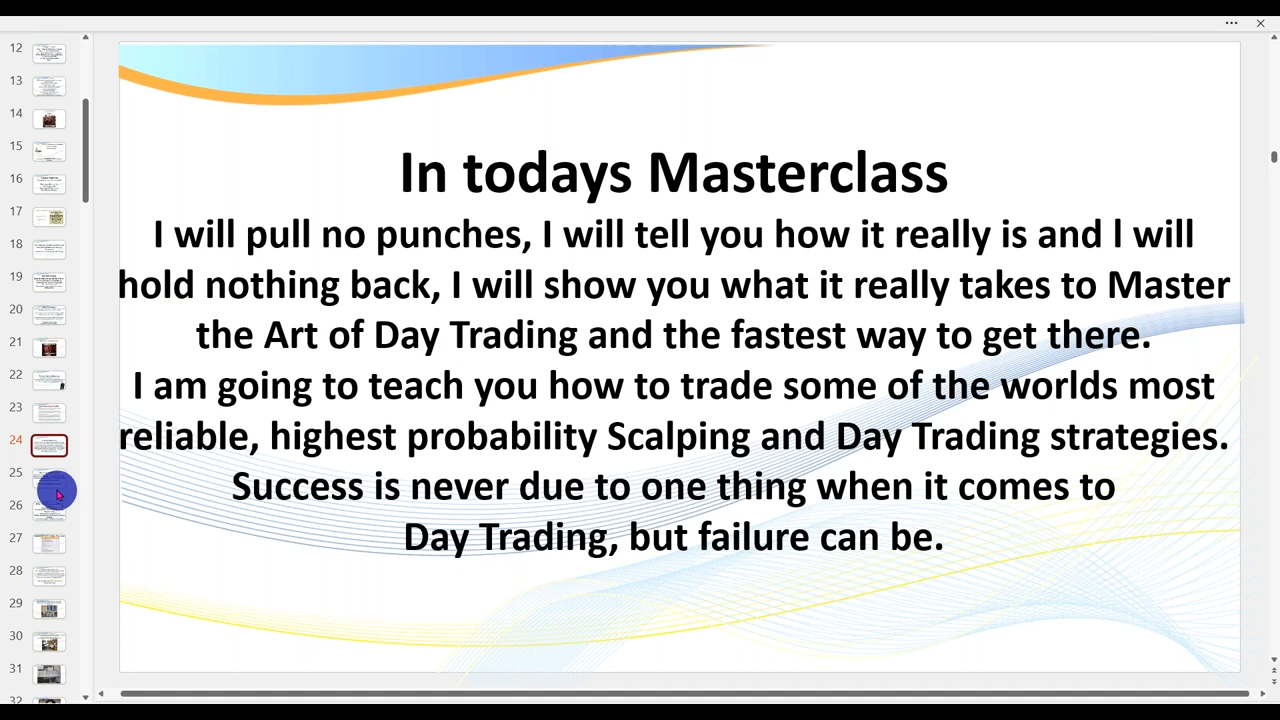 12
13
14
15
16
17
18
19
20
21
22
23
24
25
26
27
28
29
30
31
32
In todays Masterclass
I will pull no punches, I will tell you how it really is and l will
hold nothing back, I will show you what it really takes to Master
the Art of Day Trading and the fastest way to get there.
I am going to teach you how to trade some of the worlds most
reliable, highest probability Scalping and Day Trading strategies.
Success is never due to one thing when it comes to
Day Trading, but failure can be.